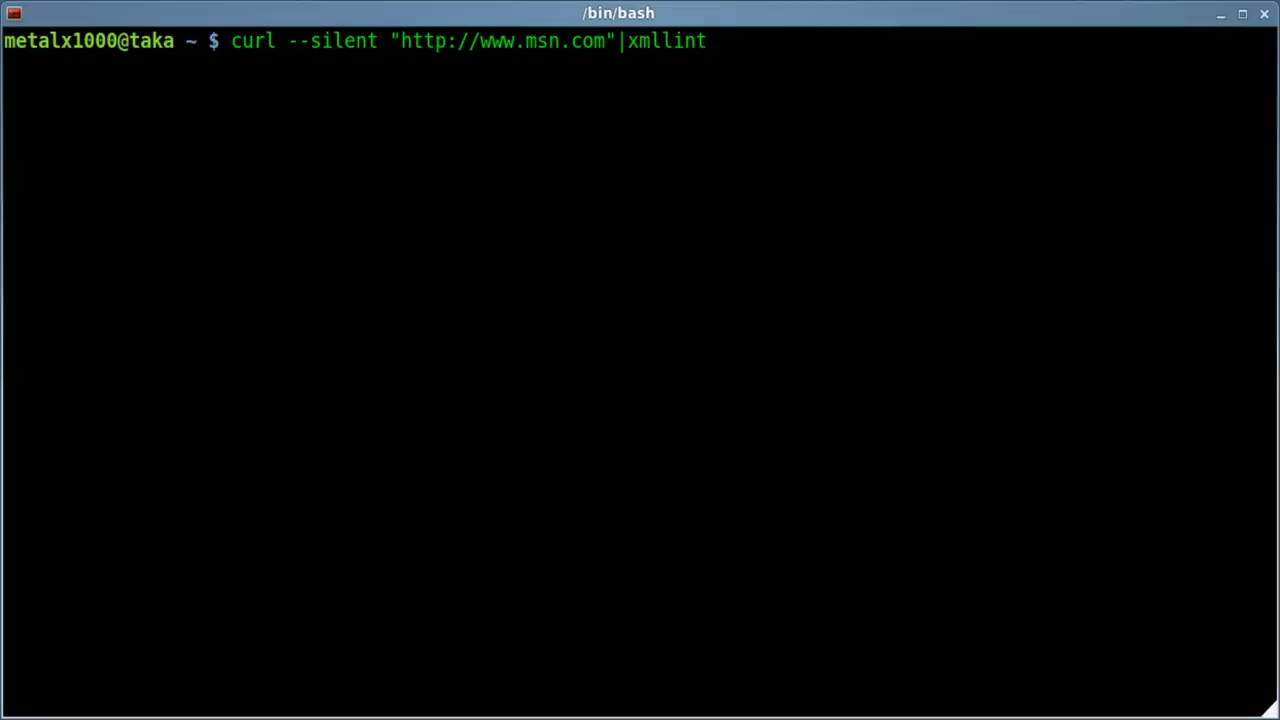 /bin/bash
metalx1000@taka ~ $ curl --silent "http://www.msn.com"|xmllint